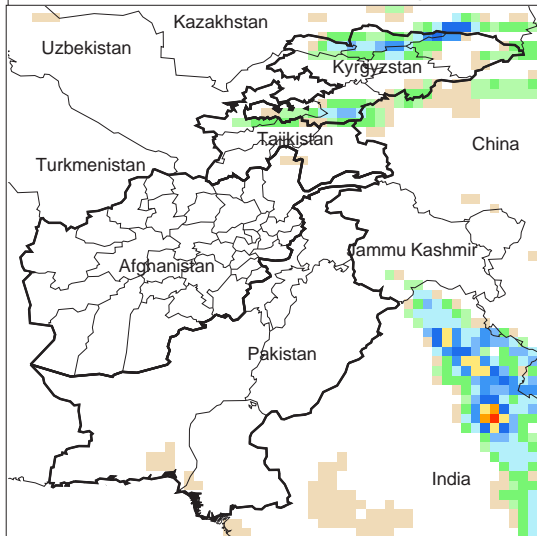 Kazakhstan
Uzbekistan
Kyrgyzstan
Tajikistan
China
Turkmenistan
Jammu Kashmir
Afghanistan
Pakistan
India